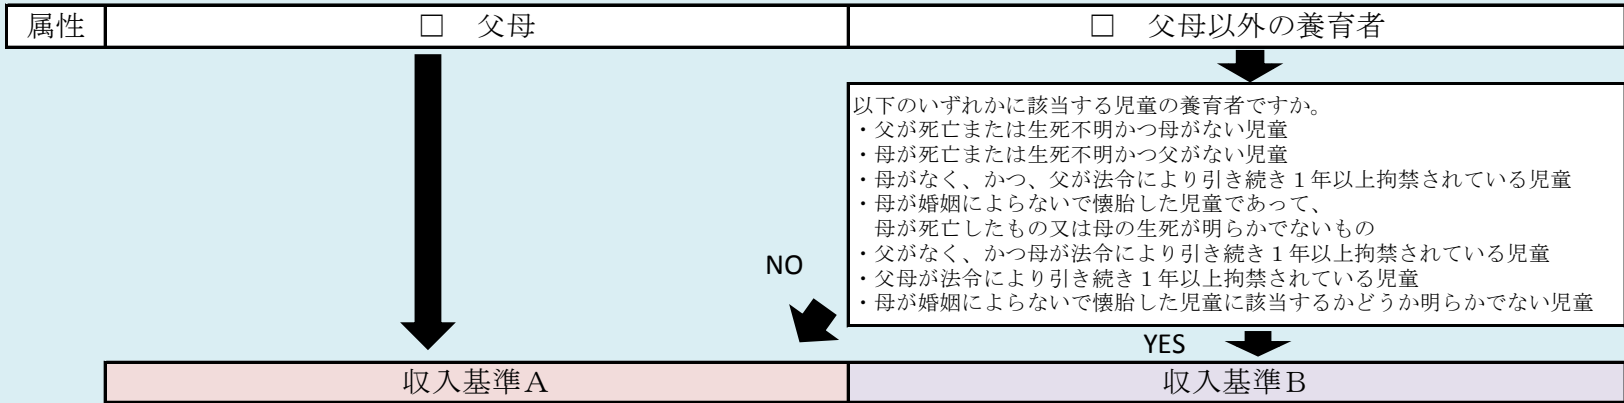 属性 □ 父母 □ 父母以外の養育者
以下のいずれかに該当する児童の養育者ですか。
・父が死亡または生死不明かつ母がない児童
・母が死亡または生死不明かつ父がない児童
・母がなく、かつ、父が法令により引き続き１年以上拘禁されている児童
・母が婚姻によらないで懐胎した児童であって、
母が死亡したもの又は母の生死が明らかでないもの
・父がなく、かつ母が法令により引き続き１年以上拘禁されている児童
・父母が法令により引き続き１年以上拘禁されている児童
・母が婚姻によらないで懐胎した児童に該当するかどうか明らかでない児童
NO
YES
収入基準Ａ 収入基準Ｂ